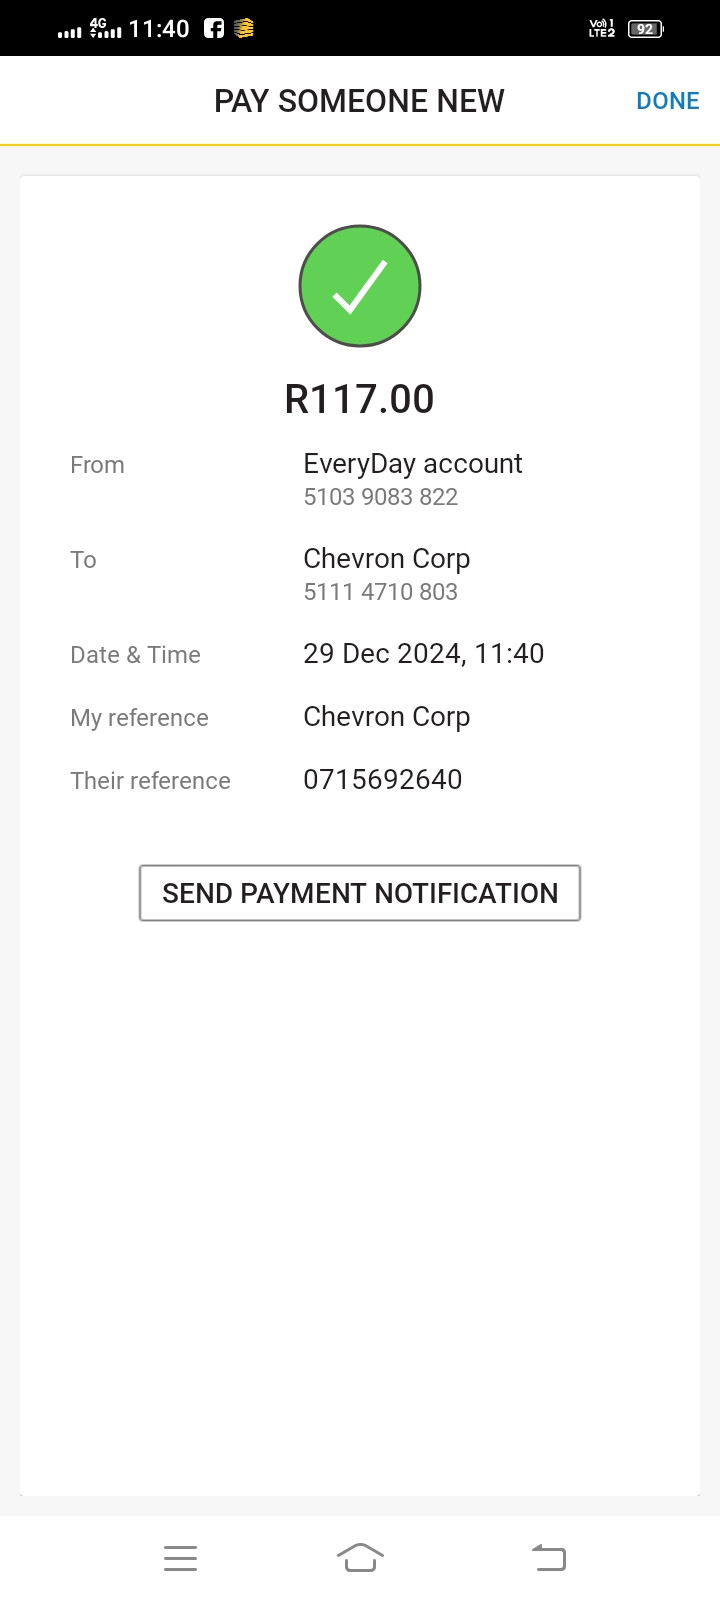 4G 11:40 Vo) 1 LTE2 92
PAY SOMEONE NEW DONE
R117.00
From EveryDay account
5103 9083 822
To Chevron Corp
5111 4710 803
Date & Time 29 Dec 2024, 11:40
My reference Chevron Corp
Their reference 0715692640
SEND PAYMENT NOTIFICATION